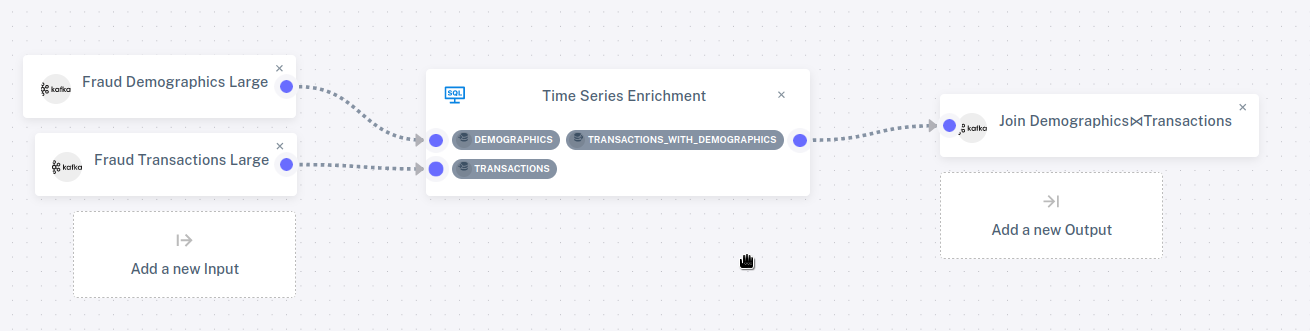 kafka Fraud Demographics Large ×
kafka Fraud Transactions Large ×
Add a new Input
SQL Time Series Enrichment ×
DEMOGRAPHICS TRANSACTIONS_WITH_DEMOGRAPHICS
TRANSACTIONS
kafka Join Demographics⋈Transactions ×
Add a new Output